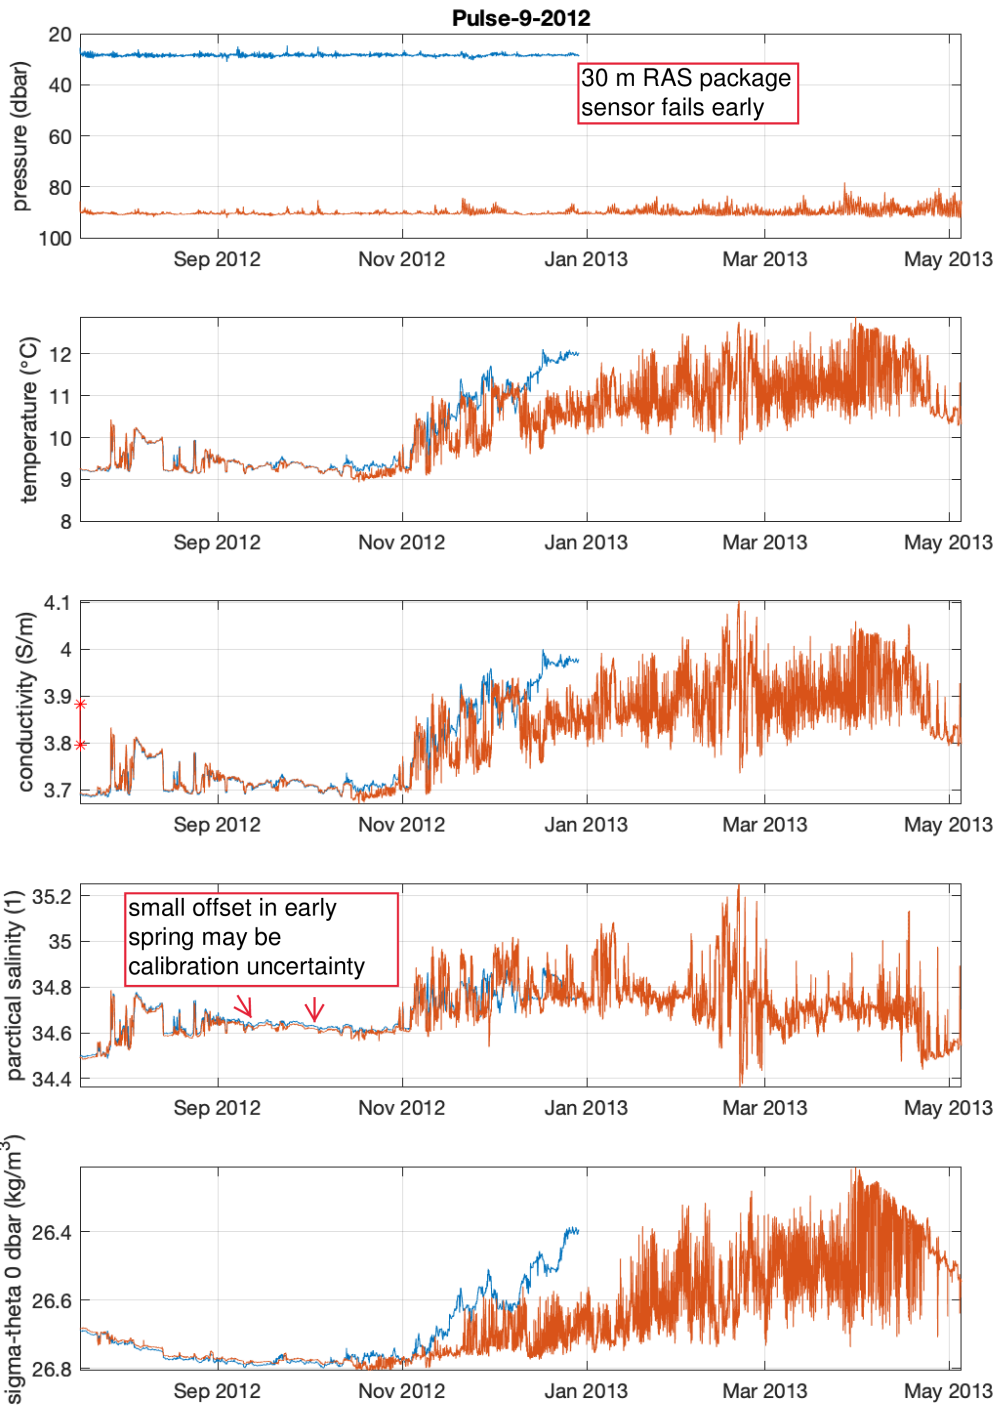 Pulse-9-2012
20
40
60
80
100
pressure (dbar)
30 m RAS package
sensor fails early
Sep 2012
Nov 2012
Jan 2013
Mar 2013
May 2013
12
11
10
9
8
temperature (°C)
Sep 2012
Nov 2012
Jan 2013
Mar 2013
May 2013
4.1
4
3.9
3.8
3.7
conductivity (S/m)
Sep 2012
Nov 2012
Jan 2013
Mar 2013
May 2013
35.2
35
34.8
34.6
34.4
parctical salinity (1)
small offset in early
spring may be
calibration uncertainty
Sep 2012
Nov 2012
Jan 2013
Mar 2013
May 2013
26.4
26.6
26.8
sigma-theta 0 dbar (kg/m³)
Sep 2012
Nov 2012
Jan 2013
Mar 2013
May 2013